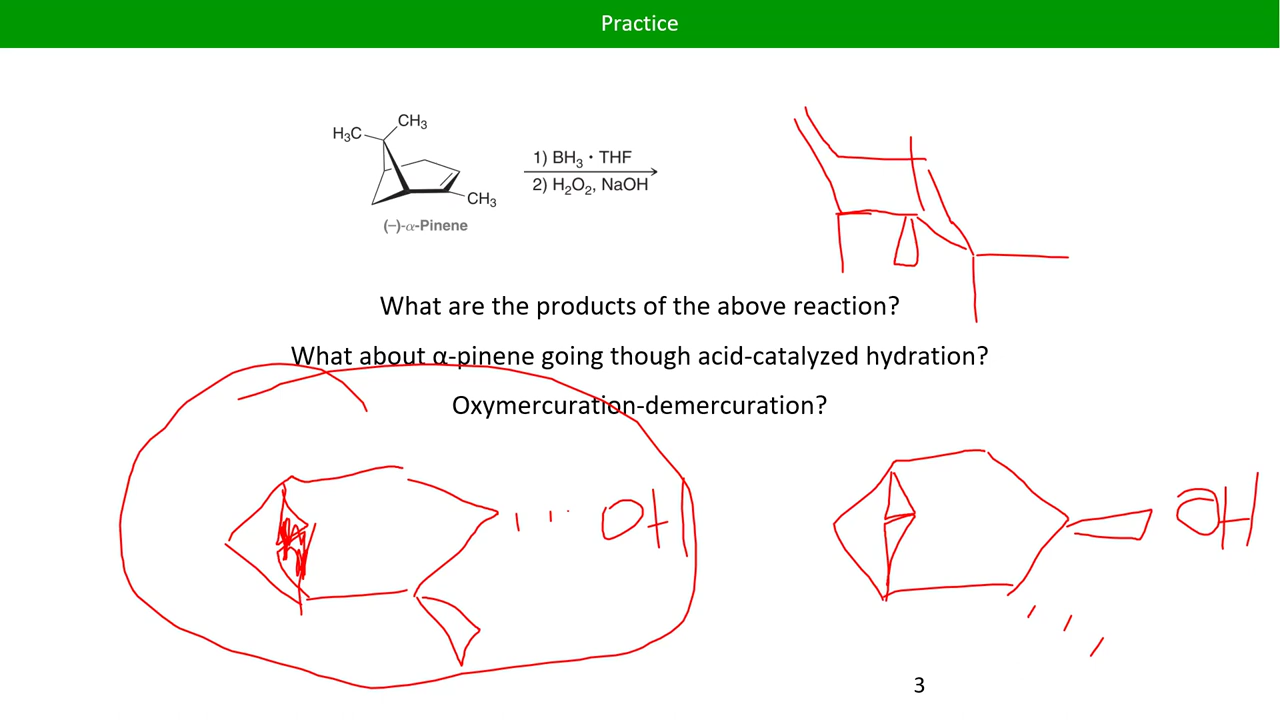 Practice
H₃C CH₃
1) BH₃ · THF
2) H₂O₂, NaOH
CH₃
(−)-α-Pinene
What are the products of the above reaction?
What about α-pinene going though acid-catalyzed hydration?
Oxymercuration-demercuration?
OH OH
3